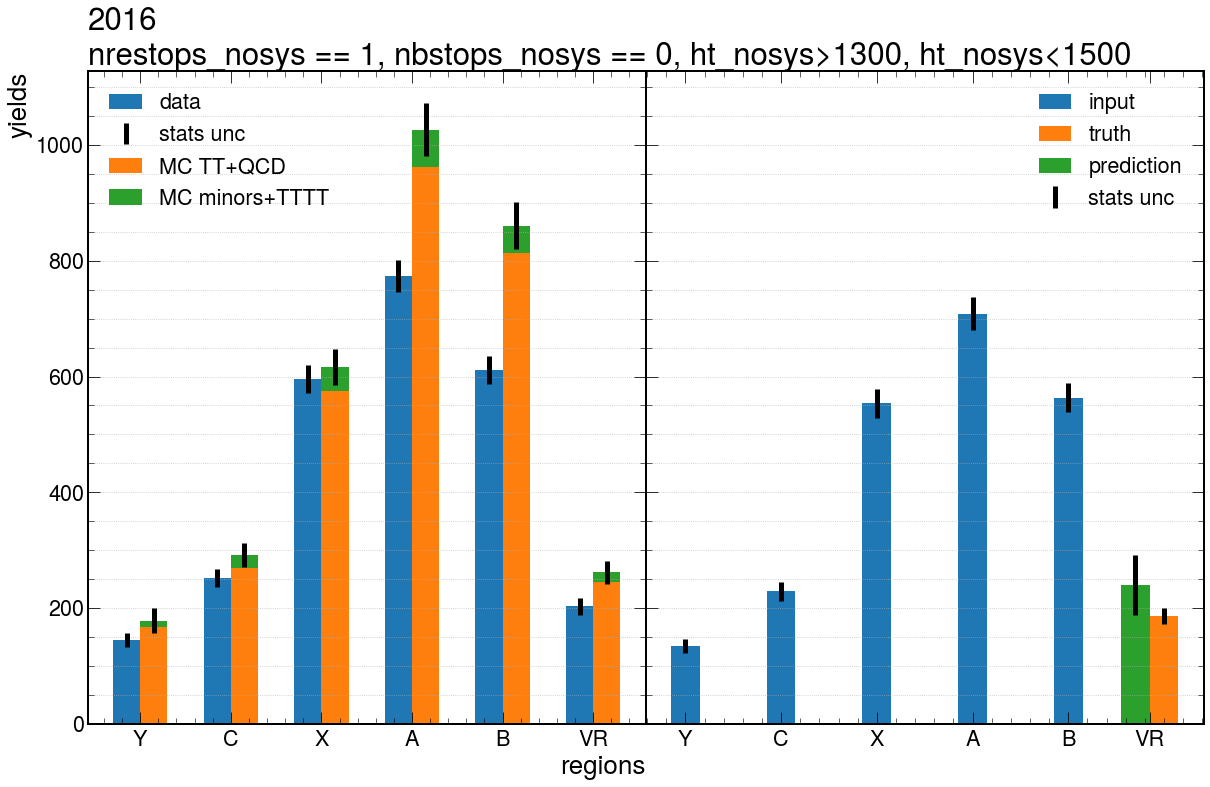 2016
nrestops_nosys == 1, nbstops_nosys == 0, ht_nosys>1300, ht_nosys<1500
yields
data
stats unc
MC TT+QCD
MC minors+TTTT
input
truth
prediction
stats unc
1000
800
600
400
200
0
Y C X A B VR
Y C X A B VR
regions